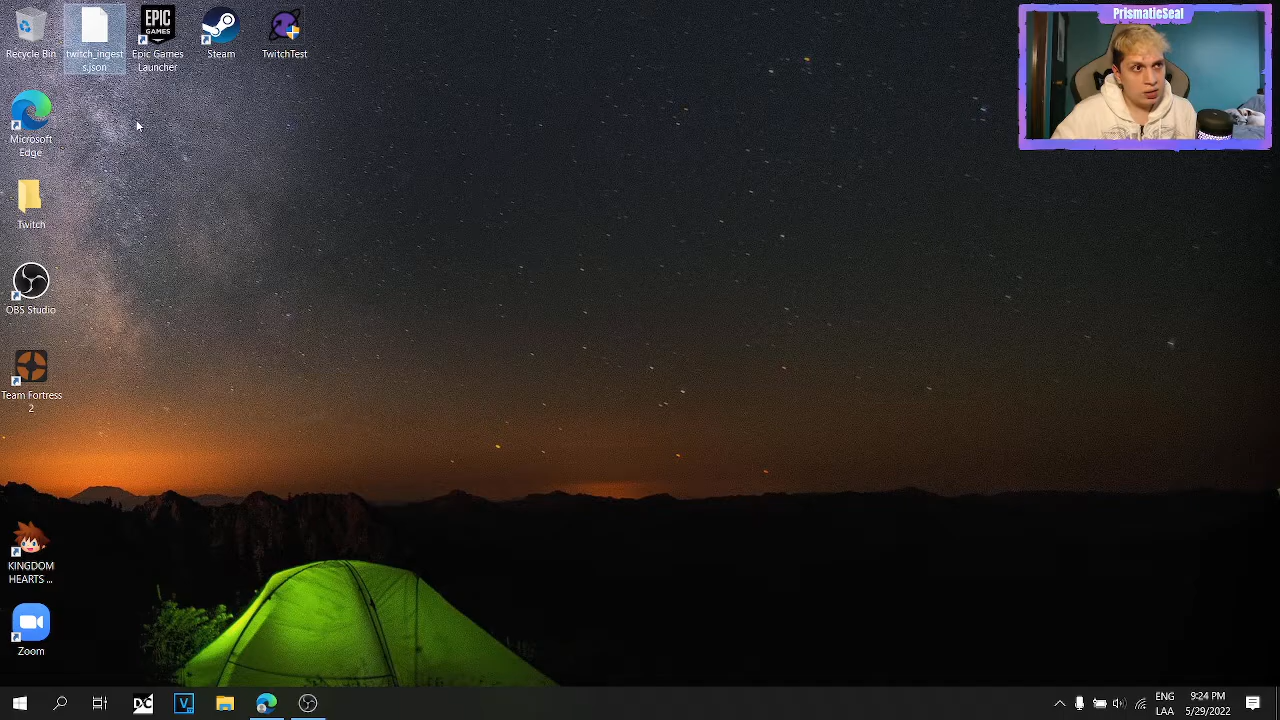 PrismaticSeal
Recycle Bin
twitch_ingest
s.json
EPIC
GAMES
Epic Games
Launcher
Steam
TwitchTest
Microsoft
Edge
Twitch
OBS Studio
Team Fortress
2
KINGDOM
HEARTS ...
Zoom
DC
V
ENG
LAA
9:24 PM
5/29/2022